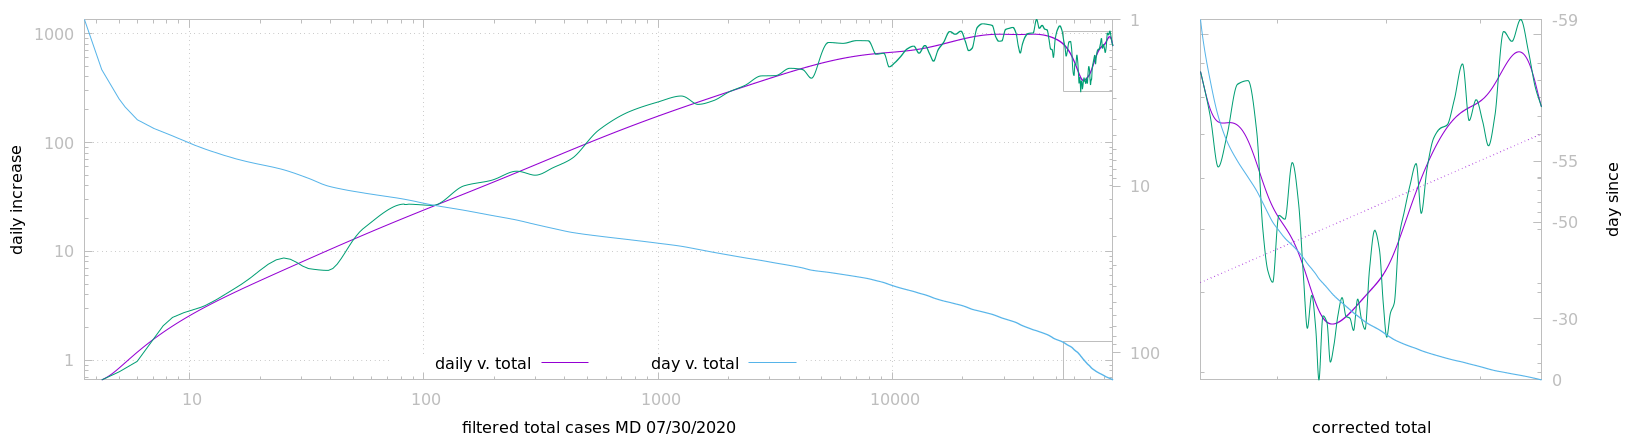 1000
100
10
1
daily increase
10
100
1000
10000
filtered total cases MD 07/30/2020
daily v. total
day v. total
1
10
100
-59
-55
-50
-30
0
day since
corrected total